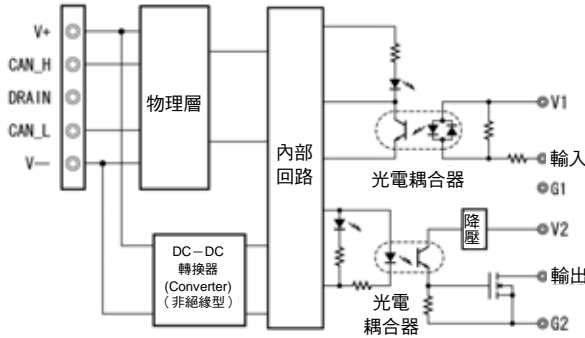 V+
CAN_H
DRAIN
CAN_L
V—
物理層
DC－DC
轉換器
(Converter)
（非絕緣型）
內部
回路
光電耦合器
光電
耦合器
降壓
V1
輸入
G1
V2
輸出
G2